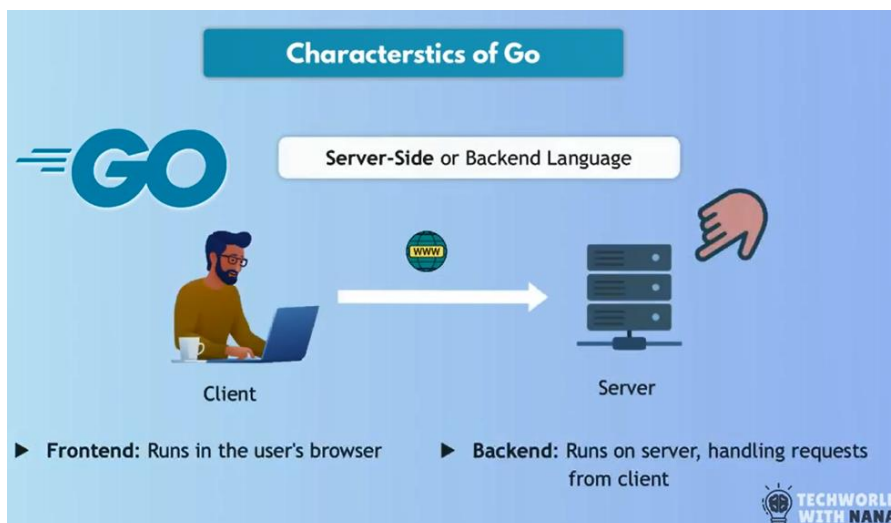 Characterstics of Go
GO
Server-Side or Backend Language
WWW
Client
Server
▶ Frontend: Runs in the user's browser
▶ Backend: Runs on server, handling requests
from client
TECHWORLD
WITH NANA